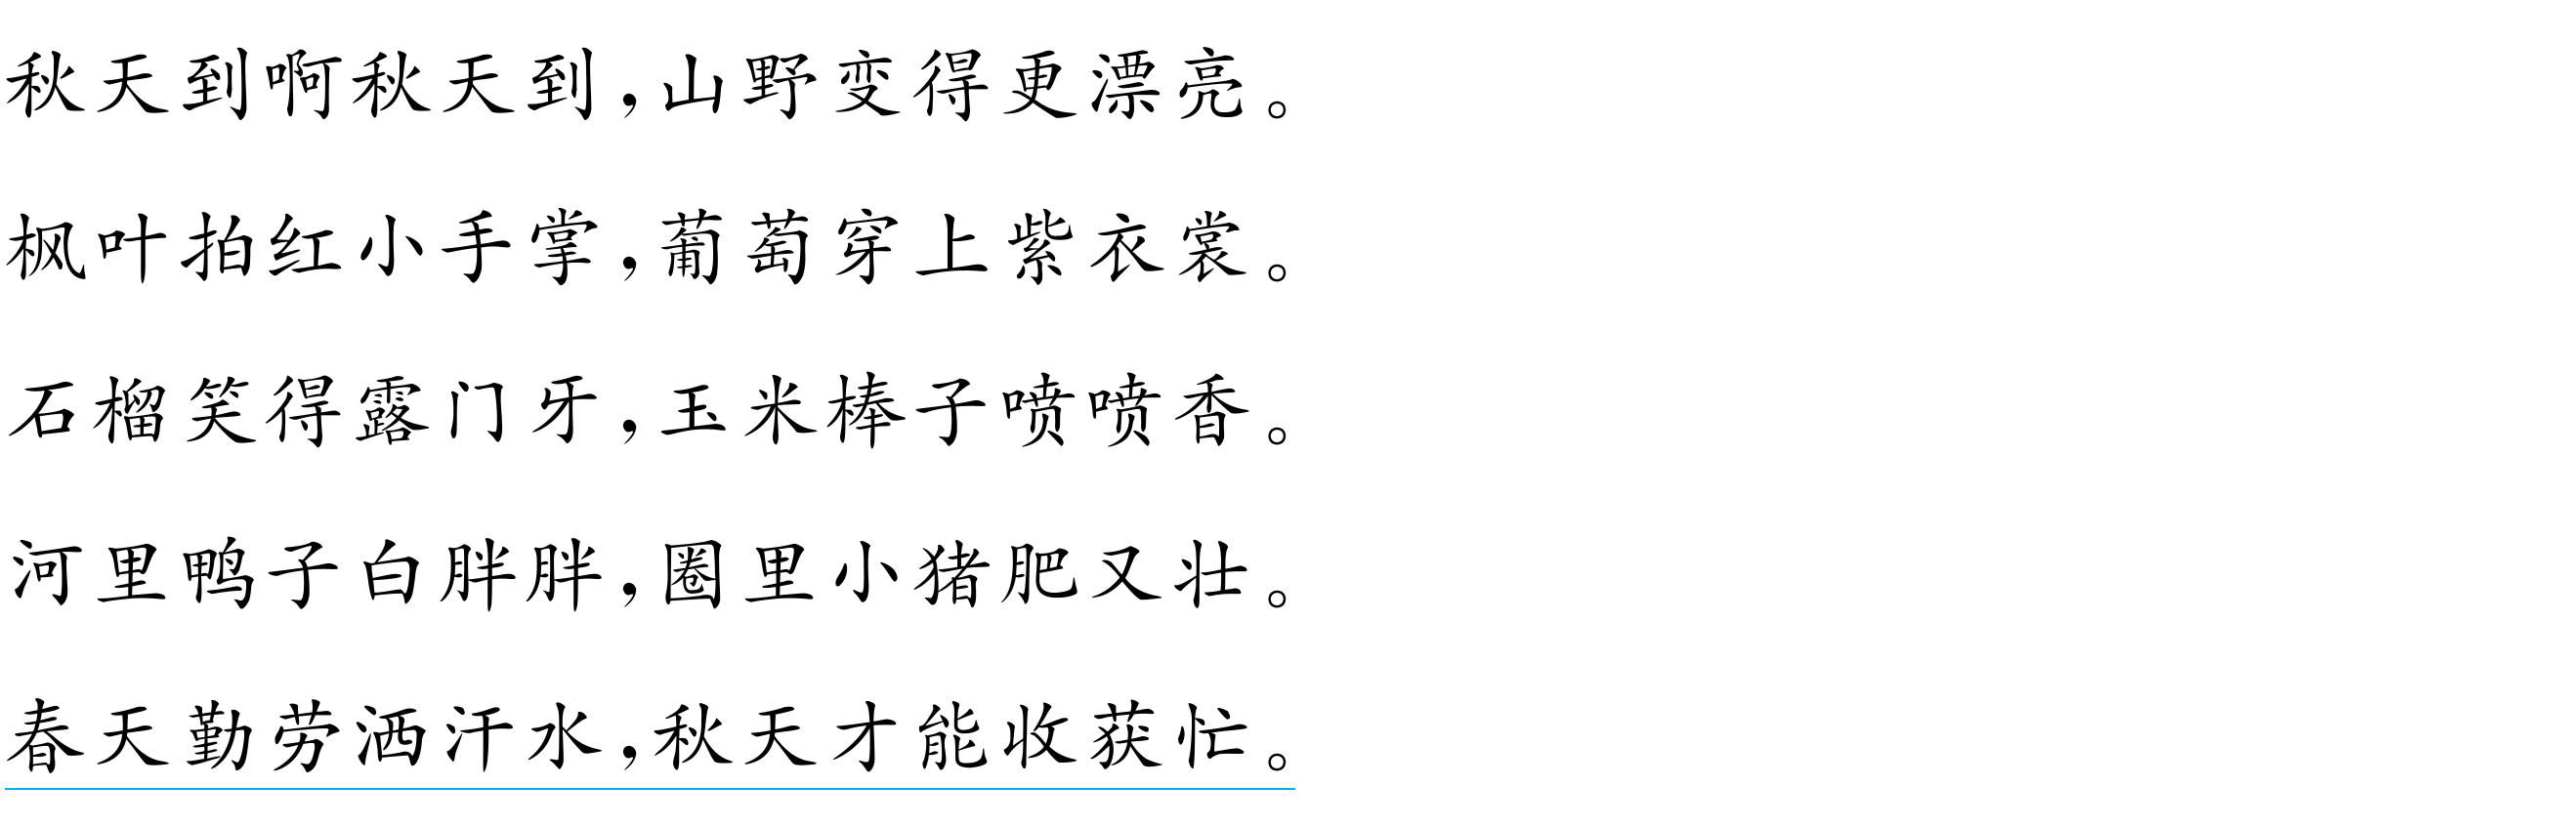 秋天到啊秋天到,山野变得更漂亮。
枫叶拍红小手掌,葡萄穿上紫衣裳。
石榴笑得露门牙,玉米棒子喷喷香。
河里鸭子白胖胖,圈里小猪肥又壮。
春天勤劳洒汗水,秋天才能收获忙。